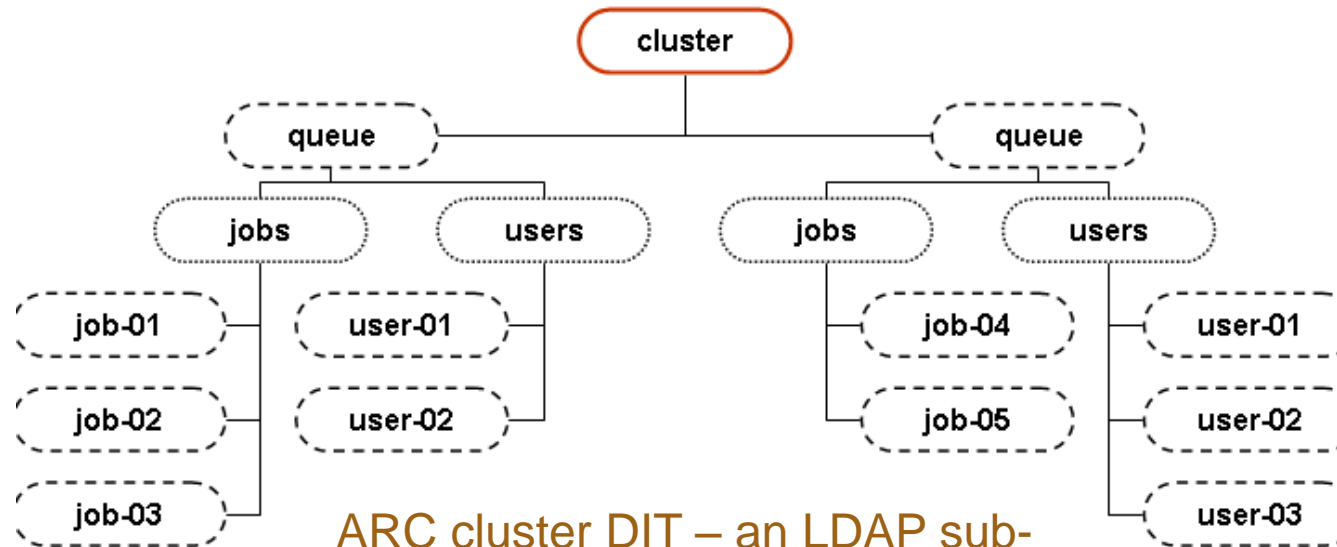 cluster
queue queue
jobs users jobs users
job-01 user-01 job-04 user-01
job-02 user-02 job-05 user-02
job-03 user-03
ARC cluster DIT – an LDAP sub-